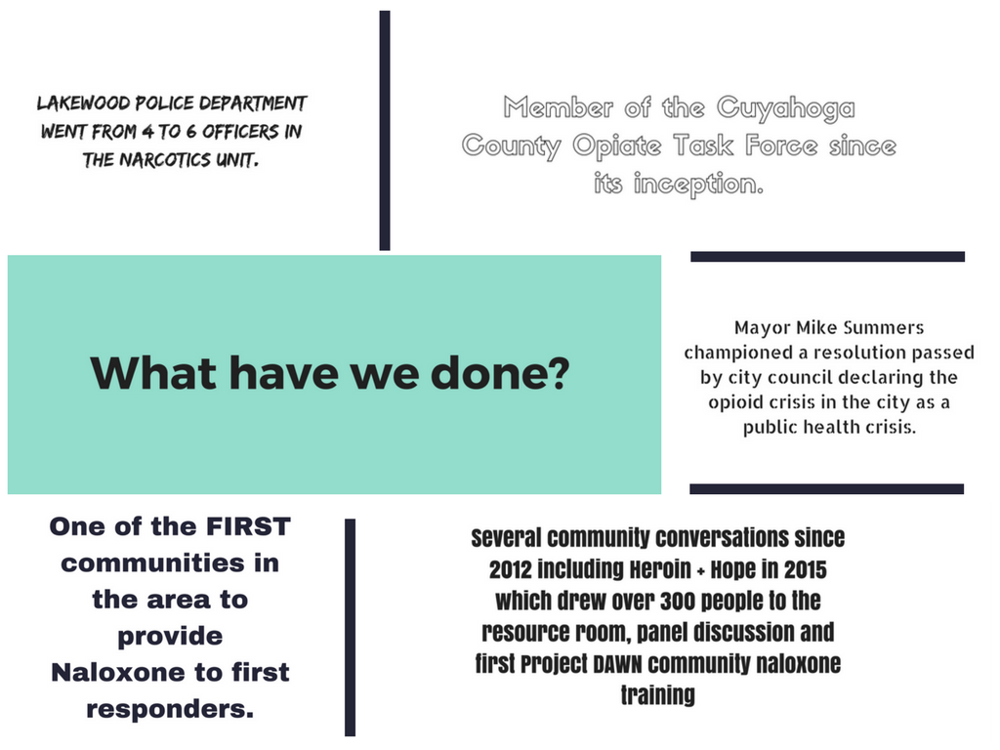 LAKEWOOD POLICE DEPARTMENT
WENT FROM 4 TO 6 OFFICERS IN
THE NARCOTICS UNIT.
Member of the Cuyahoga
County Opiate Task Force since
its inception.
What have we done?
Mayor Mike Summers
championed a resolution passed
by city council declaring the
opioid crisis in the city as a
public health crisis.
One of the FIRST
communities in
the area to
provide
Naloxone to first
responders.
Several community conversations since
2012 including Heroin + Hope in 2015
which drew over 300 people to the
resource room, panel discussion and
first Project DAWN community naloxone
training